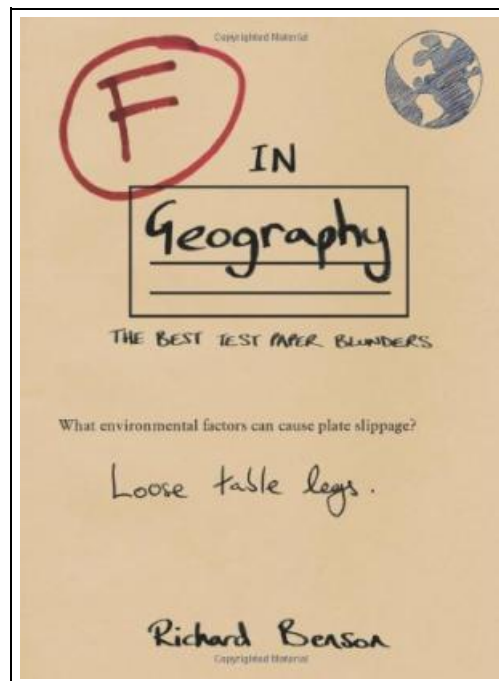 Copyrighted Material
F
IN
Geography
THE BEST TEST PAPER BLUNDERS
What environmental factors can cause plate slippage?
Loose table legs.
Richard Benson
Copyrighted Material